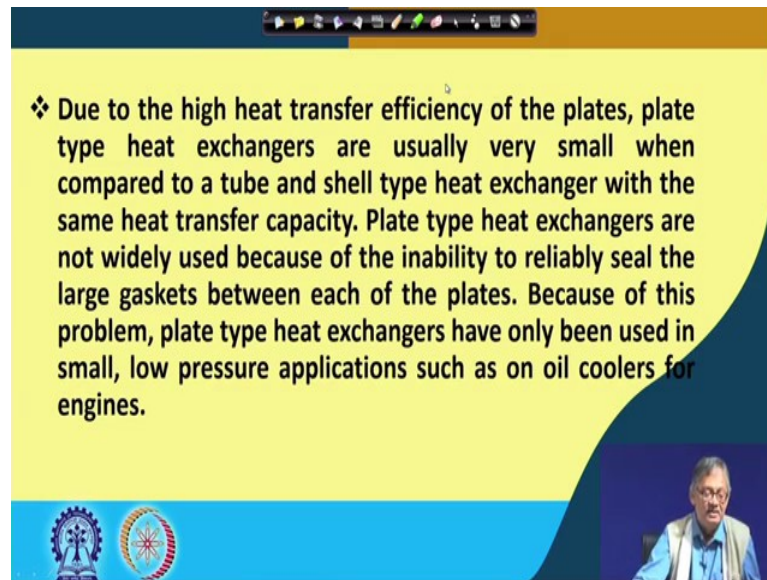 ❖ Due to the high heat transfer efficiency of the plates, plate
type heat exchangers are usually very small when
compared to a tube and shell type heat exchanger with the
same heat transfer capacity. Plate type heat exchangers are
not widely used because of the inability to reliably seal the
large gaskets between each of the plates. Because of this
problem, plate type heat exchangers have only been used in
small, low pressure applications such as on oil coolers for
engines.